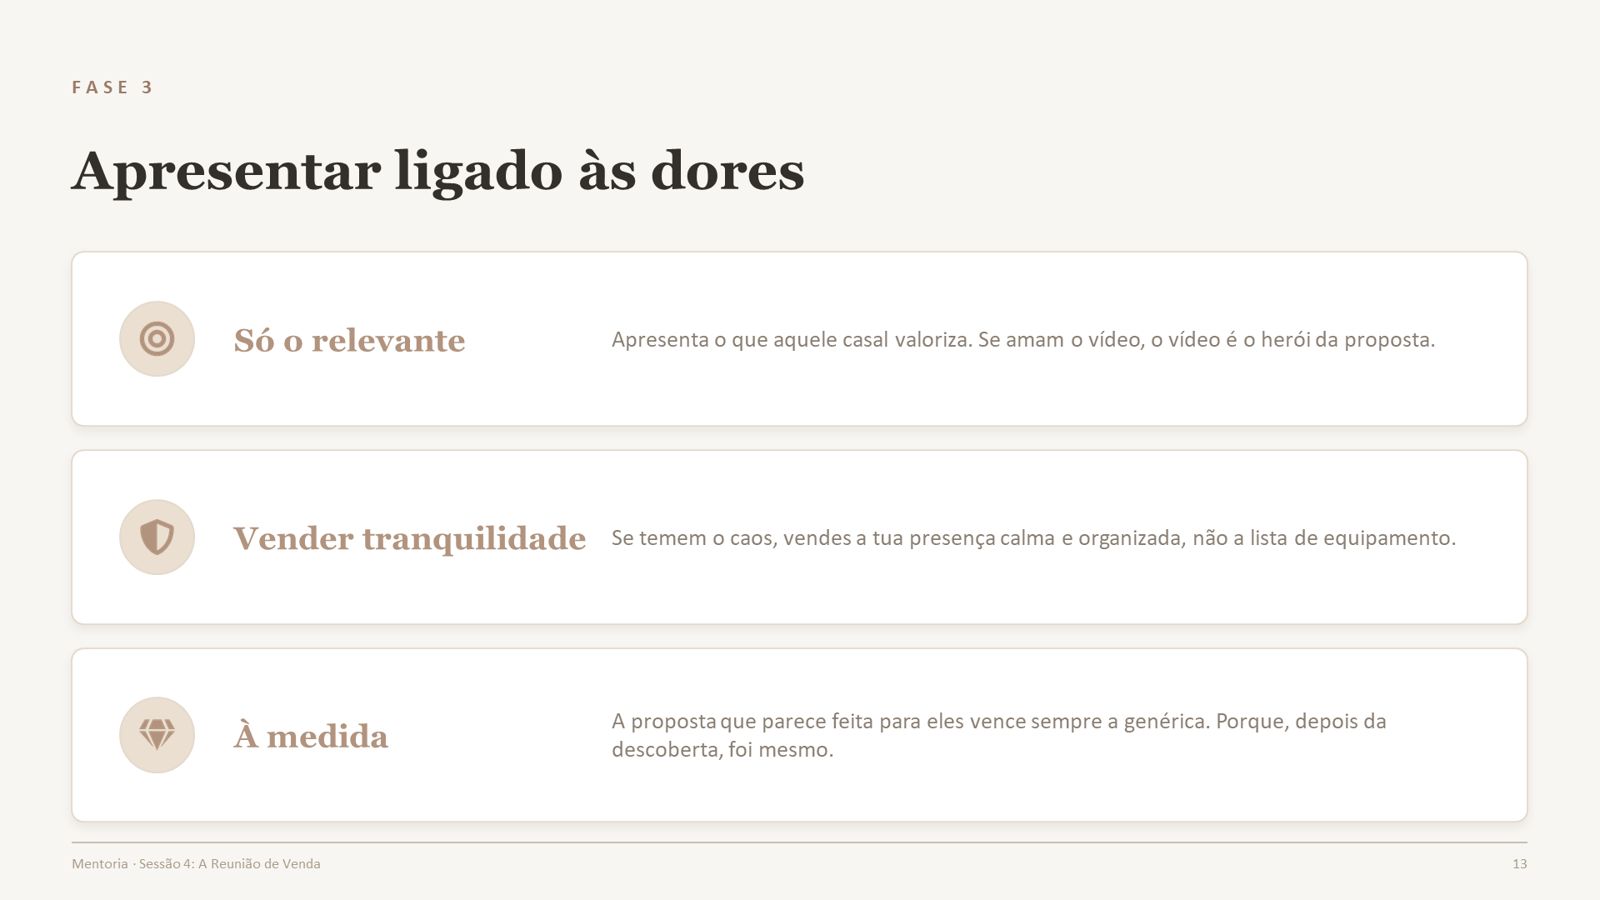 FASE 3
Apresentar ligado às dores
Só o relevante
Apresenta o que aquele casal valoriza. Se amam o vídeo, o vídeo é o herói da proposta.
Vender tranquilidade
Se temem o caos, vendes a tua presença calma e organizada, não a lista de equipamento.
À medida
A proposta que parece feita para eles vence sempre a genérica. Porque, depois da
descoberta, foi mesmo.
Mentoria · Sessão 4: A Reunião de Venda
13